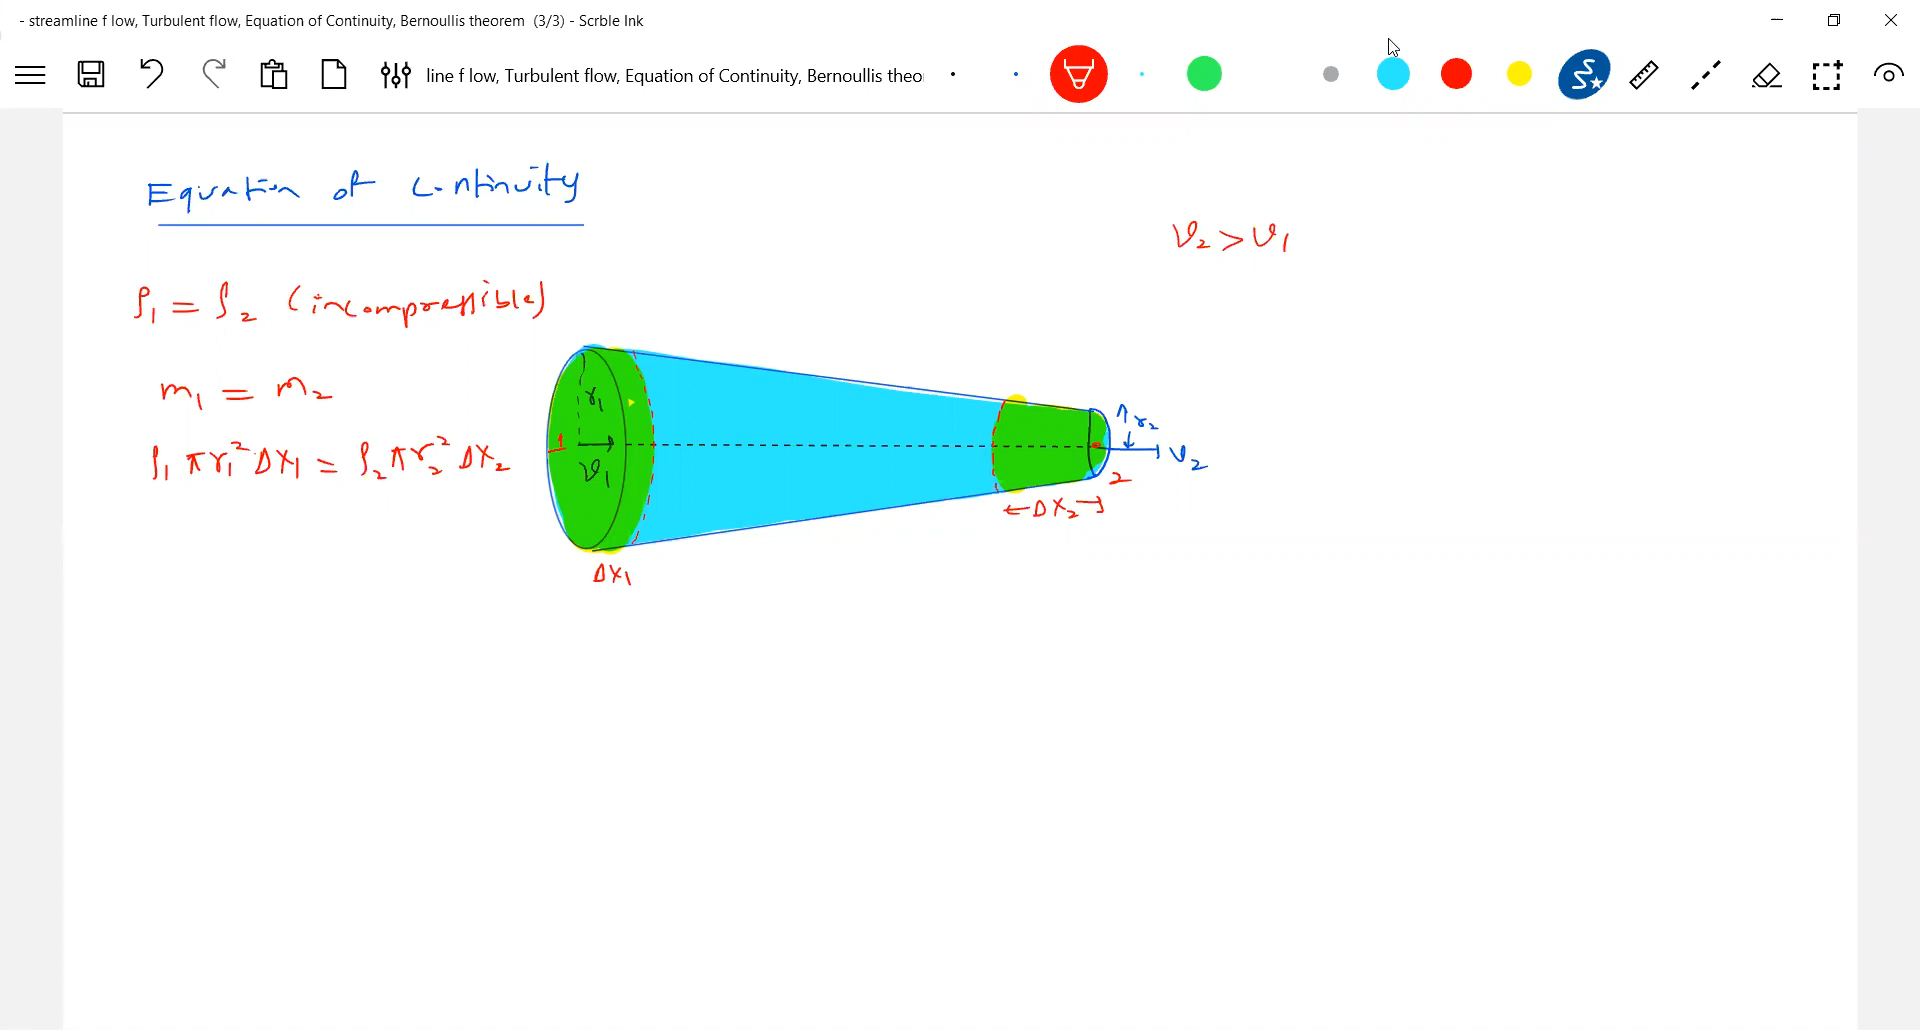 - streamline f low, Turbulent flow, Equation of Continuity, Bernoullis theorem (3/3) - Scrble Ink
line f low, Turbulent flow, Equation of Continuity, Bernoullis theo
Equation of Continuity
v₂ > v₁
ρ₁ = ρ₂ (incompressible)
m₁ = m₂
ρ₁ π r₁² Δx₁ = ρ₂ π r₂² Δx₂
r₁
1
v₁
r₂
v₂
2
Δx₂
Δx₁